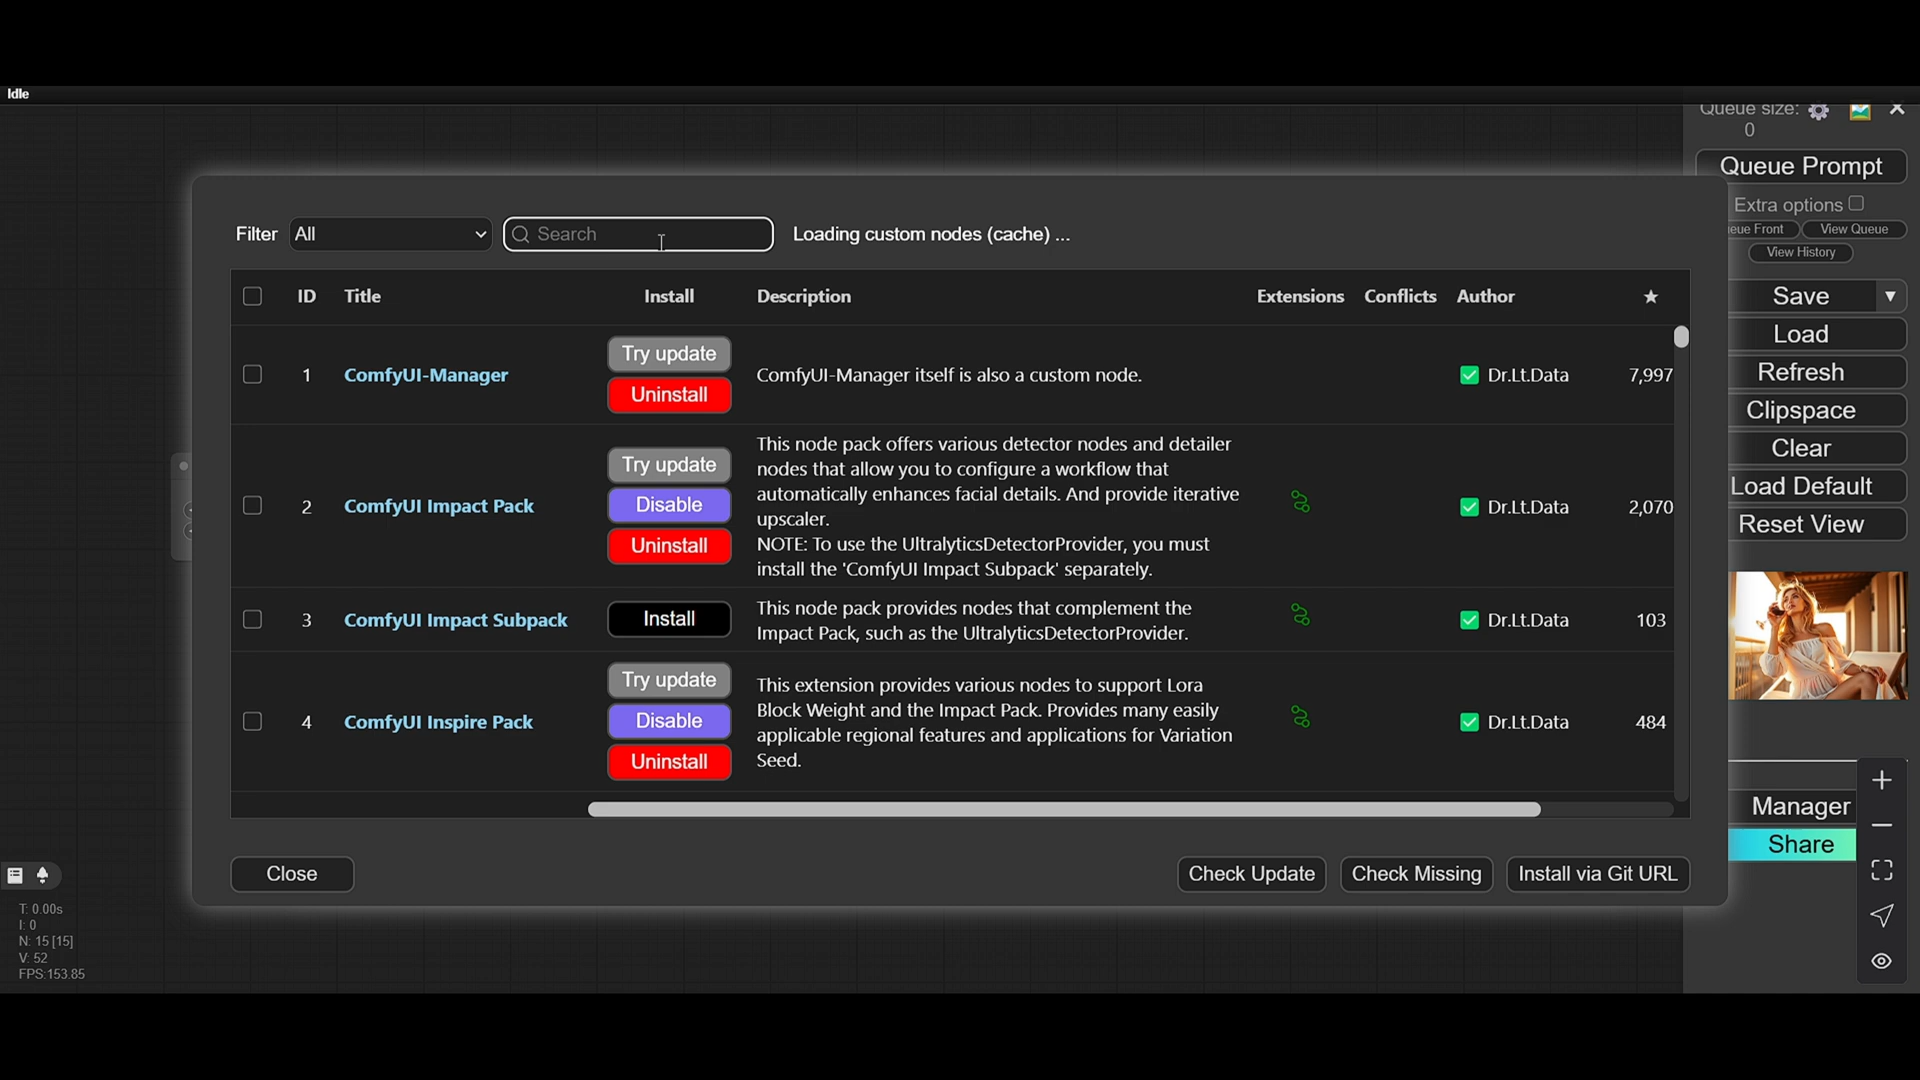 Idle
Queue size:
0
Queue Prompt
Extra options
eue Front View Queue
View History
Filter All Search Loading custom nodes (cache) ...
ID Title Install Description Extensions Conflicts Author ★
1 ComfyUI-Manager
Try update
Uninstall
ComfyUI-Manager itself is also a custom node.
Dr.Lt.Data 7,997
2 ComfyUI Impact Pack
Try update
Disable
Uninstall
This node pack offers various detector nodes and detailer
nodes that allow you to configure a workflow that
automatically enhances facial details. And provide iterative
upscaler.
NOTE: To use the UltralyticsDetectorProvider, you must
install the 'ComfyUI Impact Subpack' separately.
Dr.Lt.Data 2,070
3 ComfyUI Impact Subpack
Install
This node pack provides nodes that complement the
Impact Pack, such as the UltralyticsDetectorProvider.
Dr.Lt.Data 103
4 ComfyUI Inspire Pack
Try update
Disable
Uninstall
This extension provides various nodes to support Lora
Block Weight and the Impact Pack. Provides many easily
applicable regional features and applications for Variation
Seed.
Dr.Lt.Data 484
Close Check Update Check Missing Install via Git URL
Save
Load
Refresh
Clipspace
Clear
Load Default
Reset View
Manager
Share
T: 0.00s
I: 0
N: 15 [15]
V: 52
FPS:153.85